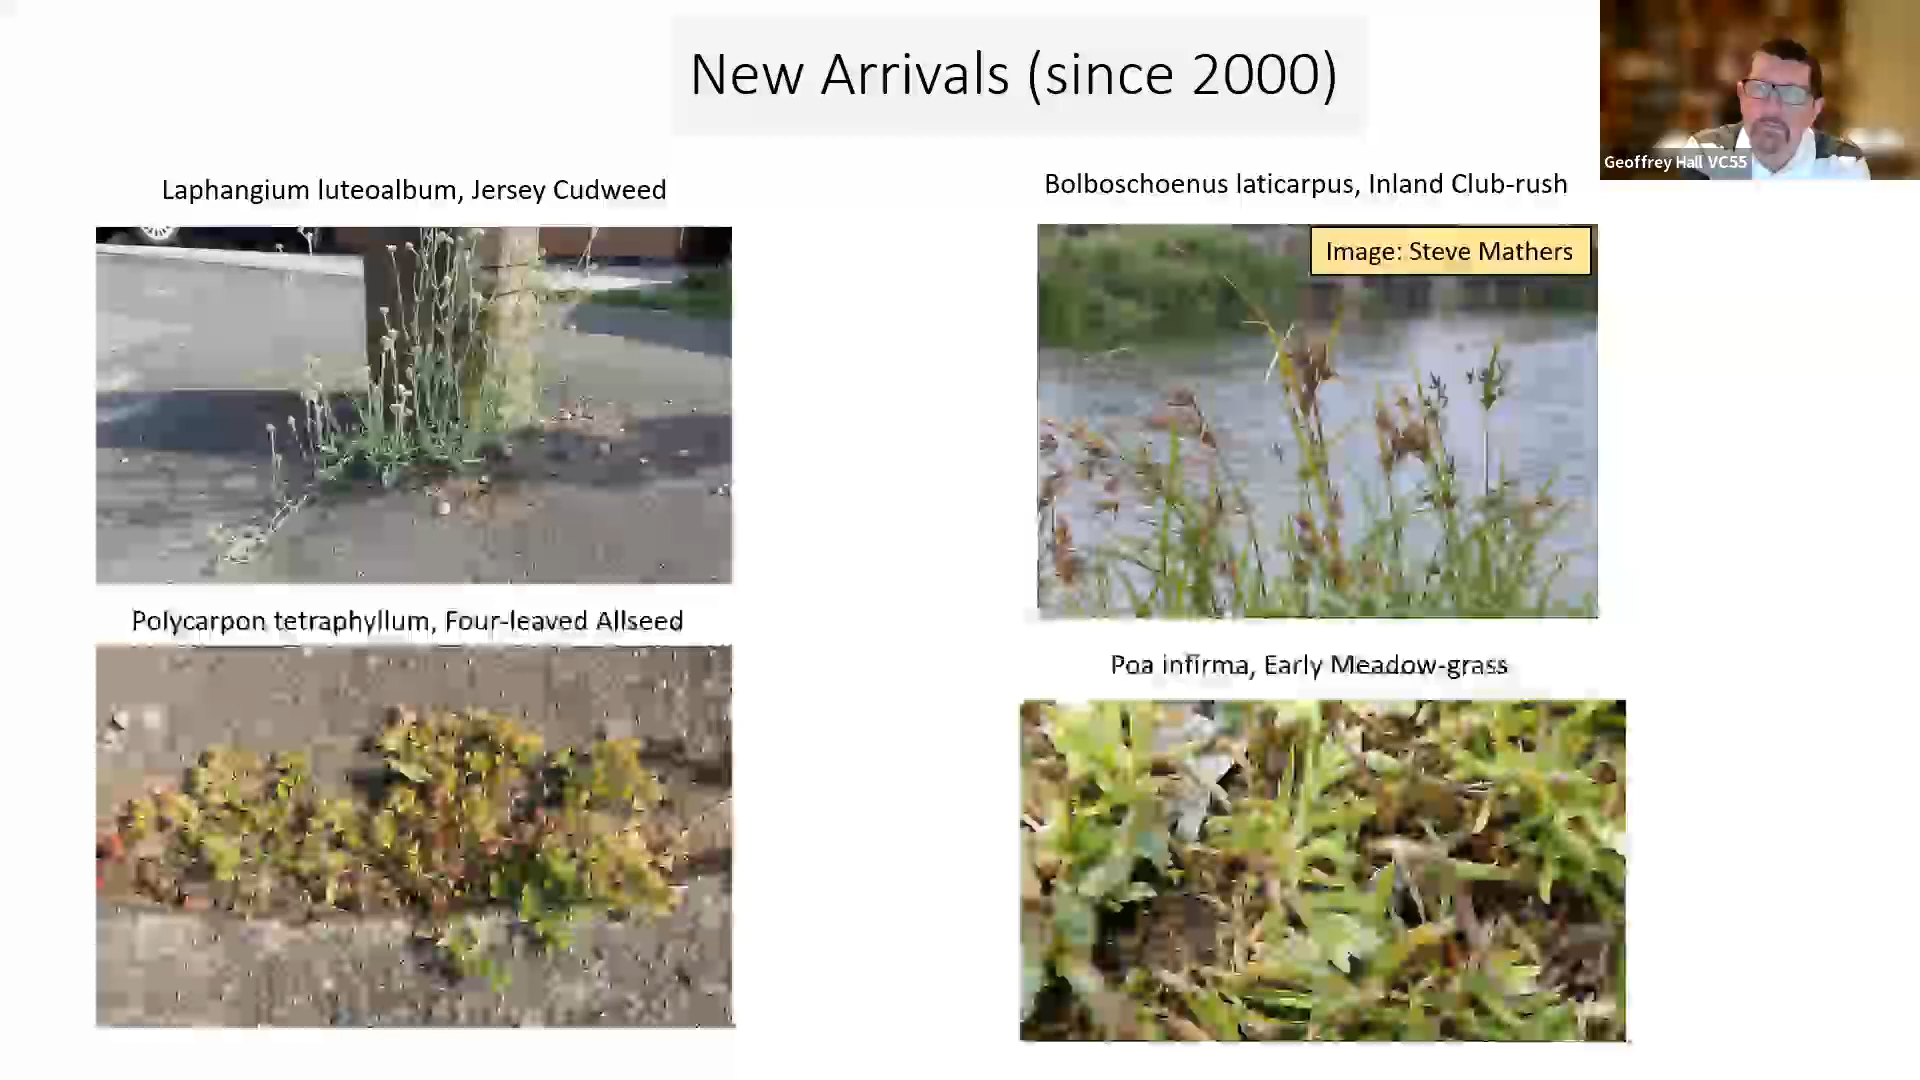 New Arrivals (since 2000)
Geoffrey Hall VC55
Laphangium luteoalbum, Jersey Cudweed
Bolboschoenus laticarpus, Inland Club-rush
Image: Steve Mathers
Polycarpon tetraphyllum, Four-leaved Allseed
Poa infirma, Early Meadow-grass